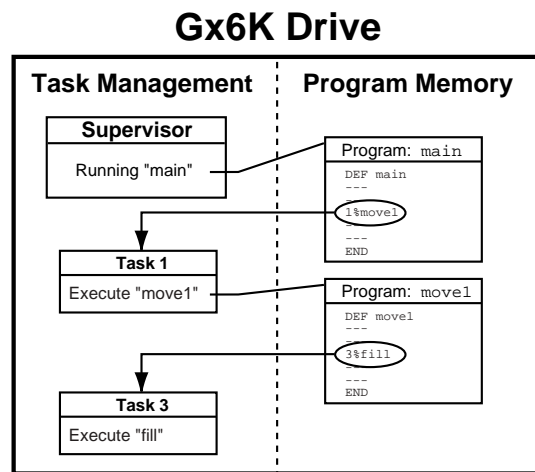 Gx6K Drive
Task Management
Program Memory
Supervisor
Running "main"
Program: main
DEF main
---
---
1%move1
---
---
END
Task 1
Execute "move1"
Program: move1
DEF move1
---
---
3%fill
---
---
END
Task 3
Execute "fill"